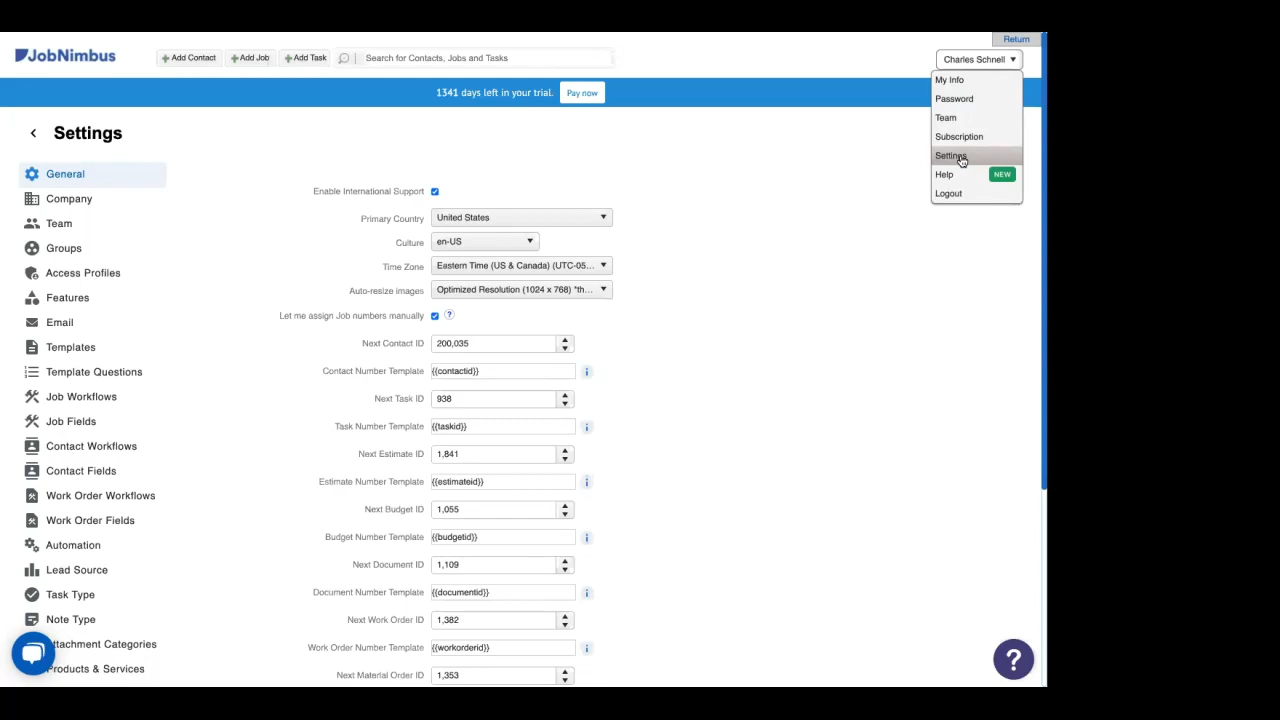 Return
JobNimbus
Add Contact
Add Job
Add Task
Search for Contacts, Jobs and Tasks
Charles Schnell
My Info
Password
Team
Subscription
Settings
Help NEW
Logout
1341 days left in your trial. Pay now
Settings
General
Company
Team
Groups
Access Profiles
Features
Email
Templates
Template Questions
Job Workflows
Job Fields
Contact Workflows
Contact Fields
Work Order Workflows
Work Order Fields
Automation
Lead Source
Task Type
Note Type
ttachment Categories
Products & Services
Enable International Support
Primary Country United States
Culture en-US
Time Zone Eastern Time (US & Canada) (UTC-05...
Auto-resize images Optimized Resolution (1024 x 768) *th...
Let me assign Job numbers manually ?
Next Contact ID 200,035
Contact Number Template {{contactid}} i
Next Task ID 938
Task Number Template {{taskid}} i
Next Estimate ID 1,841
Estimate Number Template {{estimateid}} i
Next Budget ID 1,055
Budget Number Template {{budgetid}} i
Next Document ID 1,109
Document Number Template {{documentid}} i
Next Work Order ID 1,382
Work Order Number Template {{workorderid}} i
Next Material Order ID 1,353
?